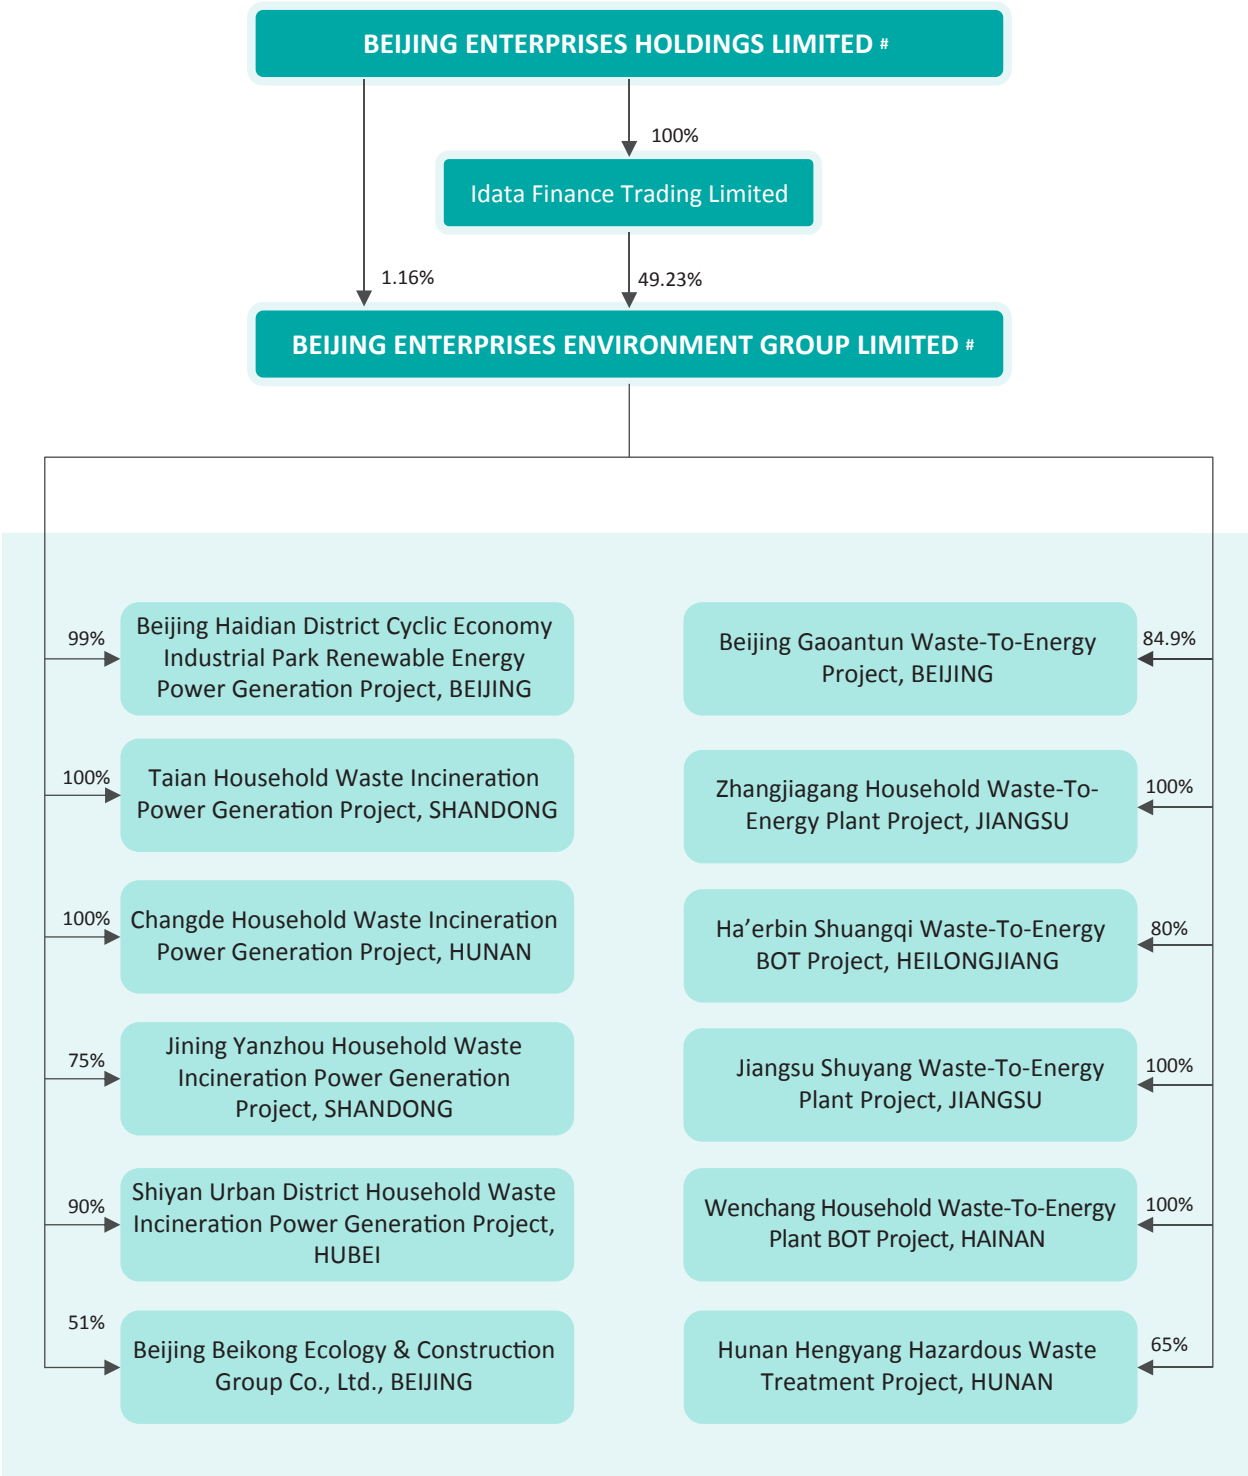 BEIJING ENTERPRISES HOLDINGS LIMITED #
100%
Idata Finance Trading Limited
1.16%
49.23%
BEIJING ENTERPRISES ENVIRONMENT GROUP LIMITED #
99%
Beijing Haidian District Cyclic Economy
Industrial Park Renewable Energy
Power Generation Project, BEIJING
100%
Taian Household Waste Incineration
Power Generation Project, SHANDONG
100%
Changde Household Waste Incineration
Power Generation Project, HUNAN
75%
Jining Yanzhou Household Waste
Incineration Power Generation
Project, SHANDONG
90%
Shiyan Urban District Household Waste
Incineration Power Generation Project,
HUBEI
51%
Beijing Beikong Ecology & Construction
Group Co., Ltd., BEIJING
Beijing Gaoantun Waste-To-Energy
Project, BEIJING
84.9%
Zhangjiagang Household Waste-To-
Energy Plant Project, JIANGSU
100%
Ha’erbin Shuangqi Waste-To-Energy
BOT Project, HEILONGJIANG
80%
Jiangsu Shuyang Waste-To-Energy
Plant Project, JIANGSU
100%
Wenchang Household Waste-To-Energy
Plant BOT Project, HAINAN
100%
Hunan Hengyang Hazardous Waste
Treatment Project, HUNAN
65%